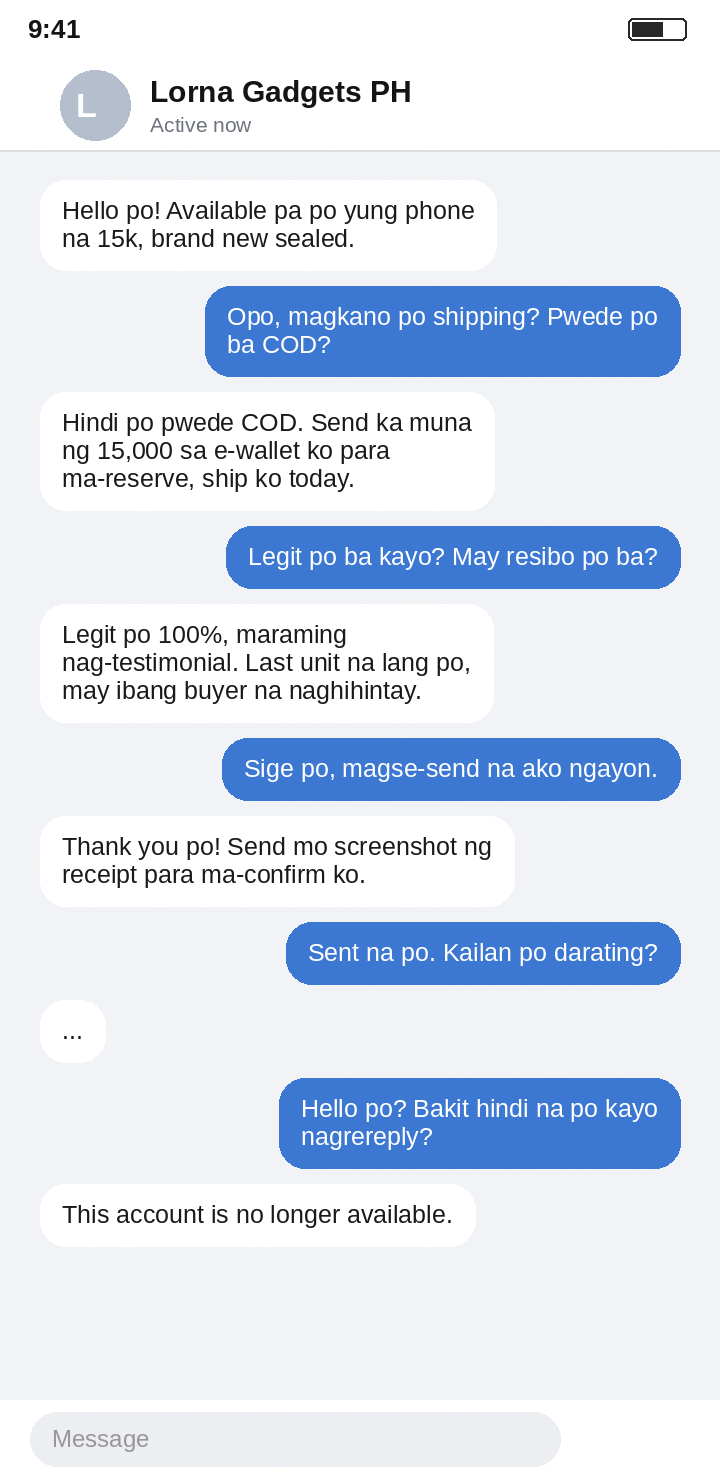 9:41
L
Lorna Gadgets PH
Active now
Hello po! Available pa po yung phone
na 15k, brand new sealed.
Opo, magkano po shipping? Pwede po
ba COD?
Hindi po pwede COD. Send ka muna
ng 15,000 sa e-wallet ko para
ma-reserve, ship ko today.
Legit po ba kayo? May resibo po ba?
Legit po 100%, maraming
nag-testimonial. Last unit na lang po,
may ibang buyer na naghihintay.
Sige po, magse-send na ako ngayon.
Thank you po! Send mo screenshot ng
receipt para ma-confirm ko.
Sent na po. Kailan po darating?
...
Hello po? Bakit hindi na po kayo
nagrereply?
This account is no longer available.
Message